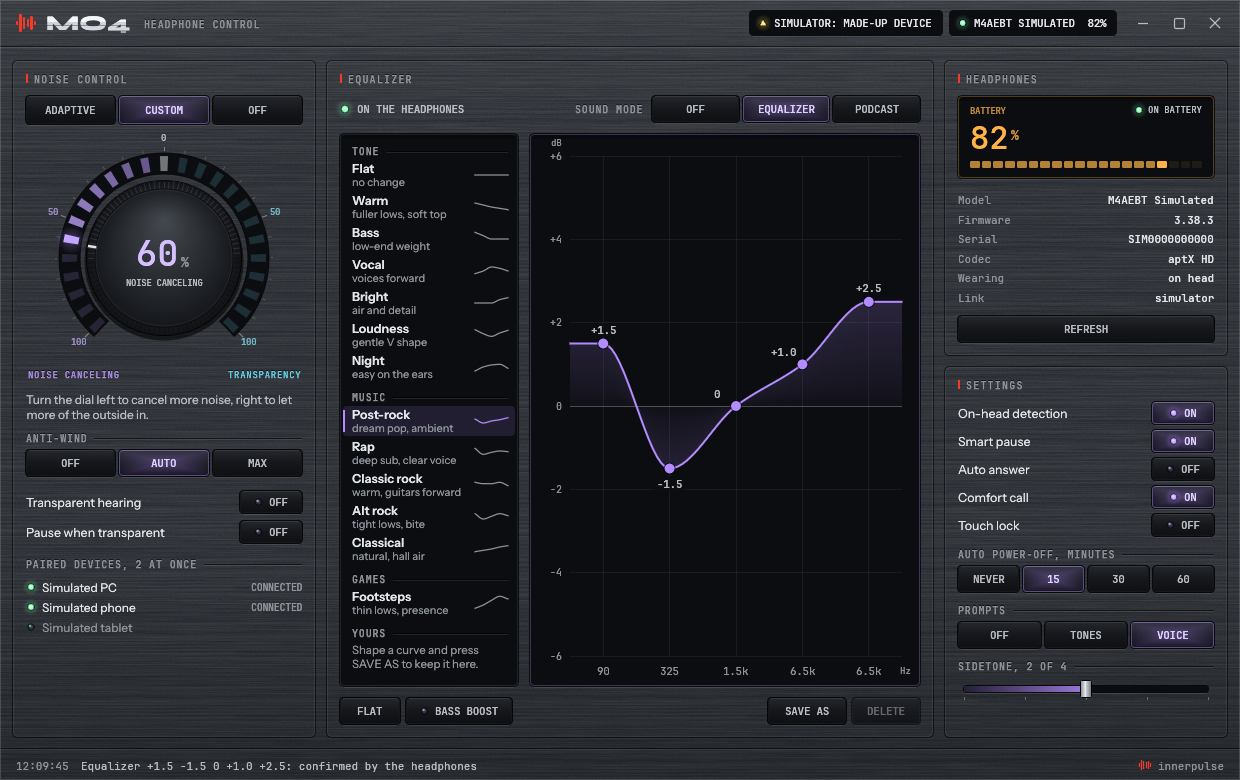 MO4 HEADPHONE CONTROL
SIMULATOR: MADE-UP DEVICE
M4AEBT SIMULATED 82%
NOISE CONTROL
ADAPTIVE CUSTOM OFF
0
50 50
60%
NOISE CANCELING
100 100
NOISE CANCELING TRANSPARENCY
Turn the dial left to cancel more noise, right to let
more of the outside in.
ANTI-WIND
OFF AUTO MAX
Transparent hearing OFF
Pause when transparent OFF
PAIRED DEVICES, 2 AT ONCE
Simulated PC CONNECTED
Simulated phone CONNECTED
Simulated tablet
EQUALIZER
ON THE HEADPHONES
SOUND MODE OFF EQUALIZER PODCAST
TONE
Flat
no change
Warm
fuller lows, soft top
Bass
low-end weight
Vocal
voices forward
Bright
air and detail
Loudness
gentle V shape
Night
easy on the ears
MUSIC
Post-rock
dream pop, ambient
Rap
deep sub, clear voice
Classic rock
warm, guitars forward
Alt rock
tight lows, bite
Classical
natural, hall air
GAMES
Footsteps
thin lows, presence
YOURS
Shape a curve and press
SAVE AS to keep it here.
dB
+6
+4
+2
0
-2
-4
-6
+1.5
-1.5
0
+1.0
+2.5
90 325 1.5k 6.5k 6.5k Hz
FLAT BASS BOOST SAVE AS DELETE
HEADPHONES
BATTERY ON BATTERY
82%
Model M4AEBT Simulated
Firmware 3.38.3
Serial SIM0000000000
Codec aptX HD
Wearing on head
Link simulator
REFRESH
SETTINGS
On-head detection ON
Smart pause ON
Auto answer OFF
Comfort call ON
Touch lock OFF
AUTO POWER-OFF, MINUTES
NEVER 15 30 60
PROMPTS
OFF TONES VOICE
SIDETONE, 2 OF 4
12:09:45 Equalizer +1.5 -1.5 0 +1.0 +2.5: confirmed by the headphones
innerpulse